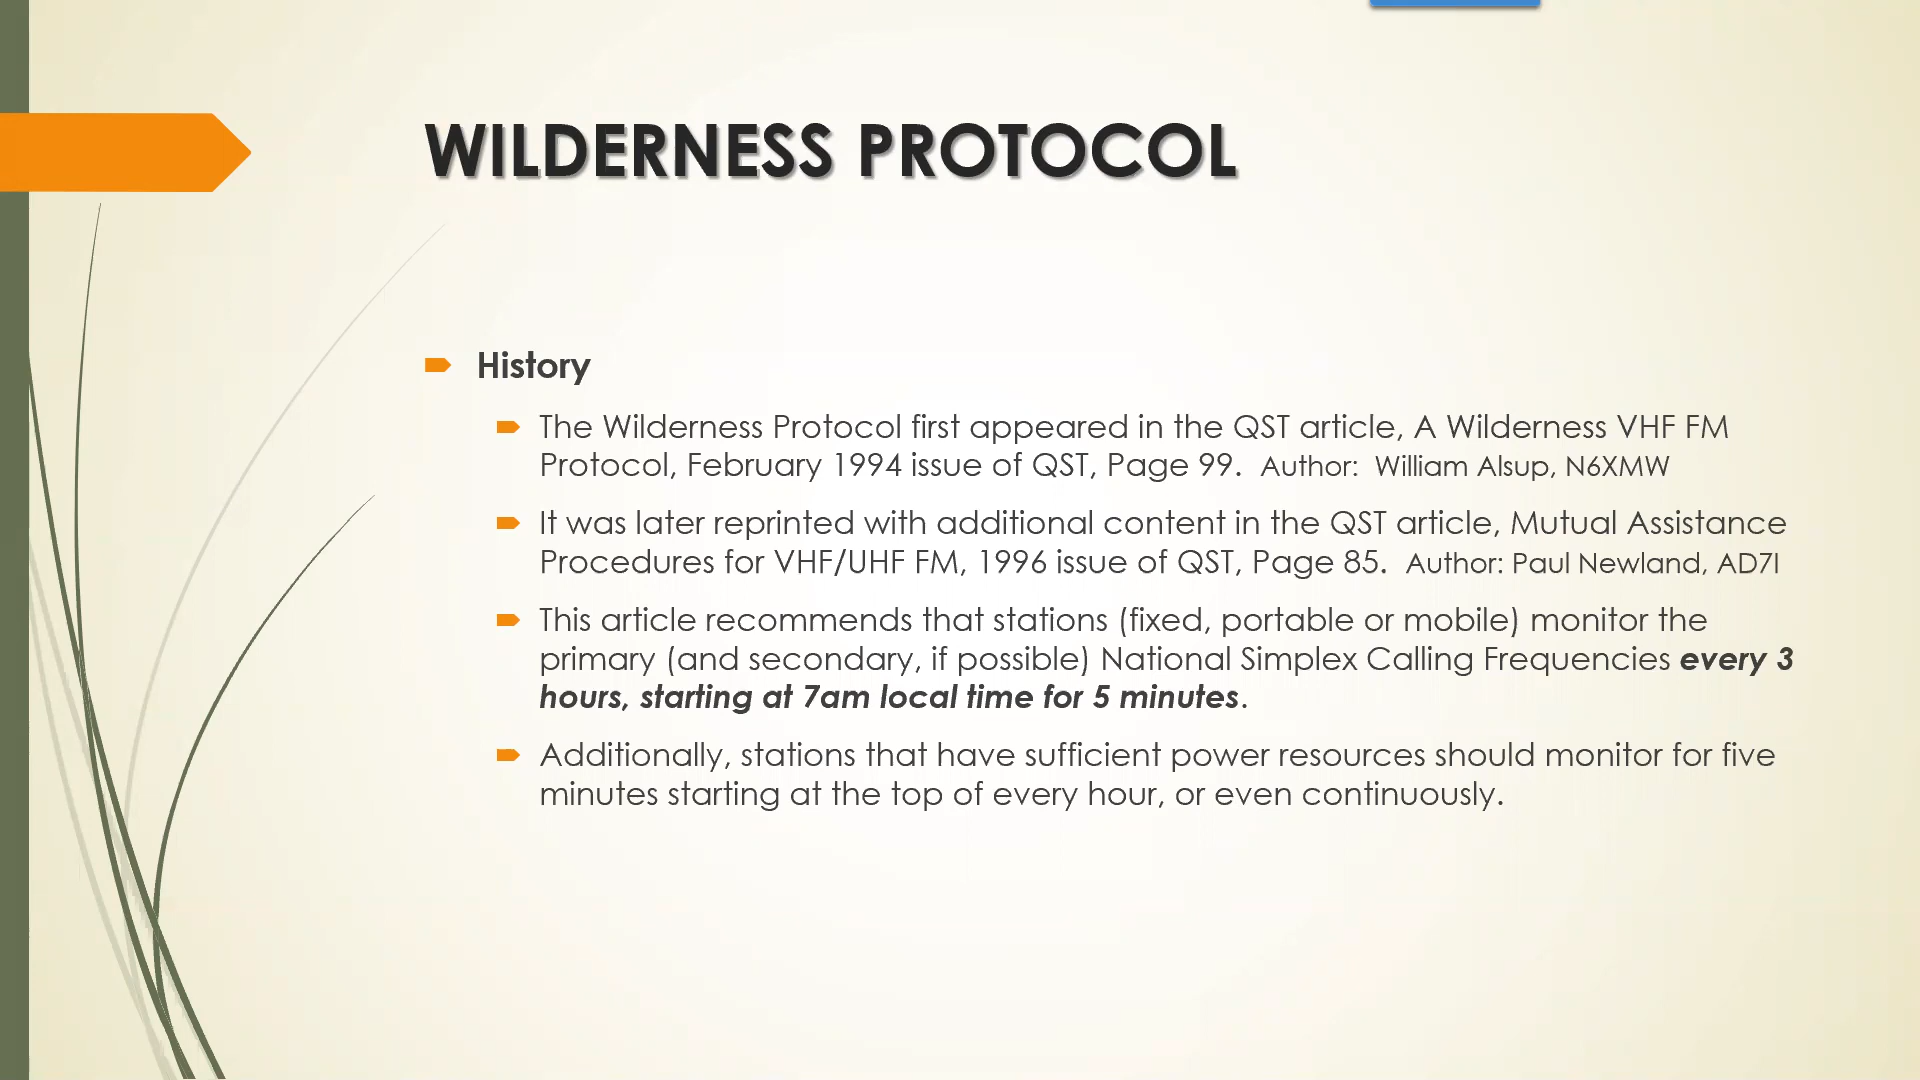 WILDERNESS PROTOCOL
History
The Wilderness Protocol first appeared in the QST article, A Wilderness VHF FM
Protocol, February 1994 issue of QST, Page 99. Author: William Alsup, N6XMW
It was later reprinted with additional content in the QST article, Mutual Assistance
Procedures for VHF/UHF FM, 1996 issue of QST, Page 85. Author: Paul Newland, AD7I
This article recommends that stations (fixed, portable or mobile) monitor the
primary (and secondary, if possible) National Simplex Calling Frequencies every 3
hours, starting at 7am local time for 5 minutes.
Additionally, stations that have sufficient power resources should monitor for five
minutes starting at the top of every hour, or even continuously.